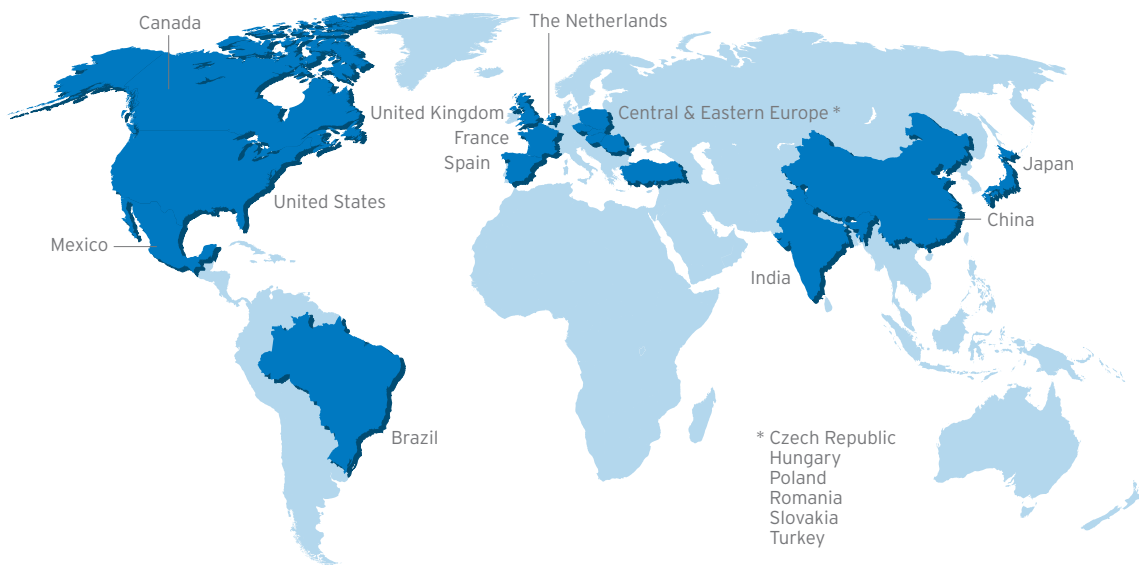 Canada
The Netherlands
United Kingdom
Central & Eastern Europe *
France
Spain
Japan
United States
China
Mexico
India
Brazil
* Czech Republic
Hungary
Poland
Romania
Slovakia
Turkey